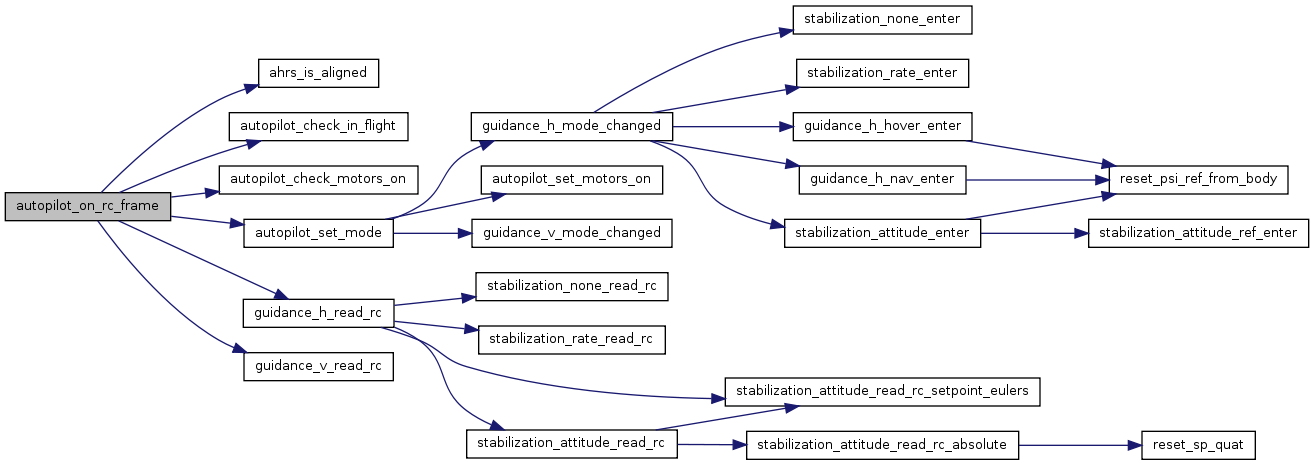 stabilization_none_enter
ahrs_is_aligned
stabilization_rate_enter
autopilot_check_in_flight
guidance_h_mode_changed
guidance_h_hover_enter
autopilot_check_motors_on
autopilot_set_motors_on
guidance_h_nav_enter
reset_psi_ref_from_body
autopilot_on_rc_frame
autopilot_set_mode
guidance_v_mode_changed
stabilization_attitude_enter
stabilization_attitude_ref_enter
stabilization_none_read_rc
guidance_h_read_rc
stabilization_rate_read_rc
guidance_v_read_rc
stabilization_attitude_read_rc_setpoint_eulers
stabilization_attitude_read_rc
stabilization_attitude_read_rc_absolute
reset_sp_quat